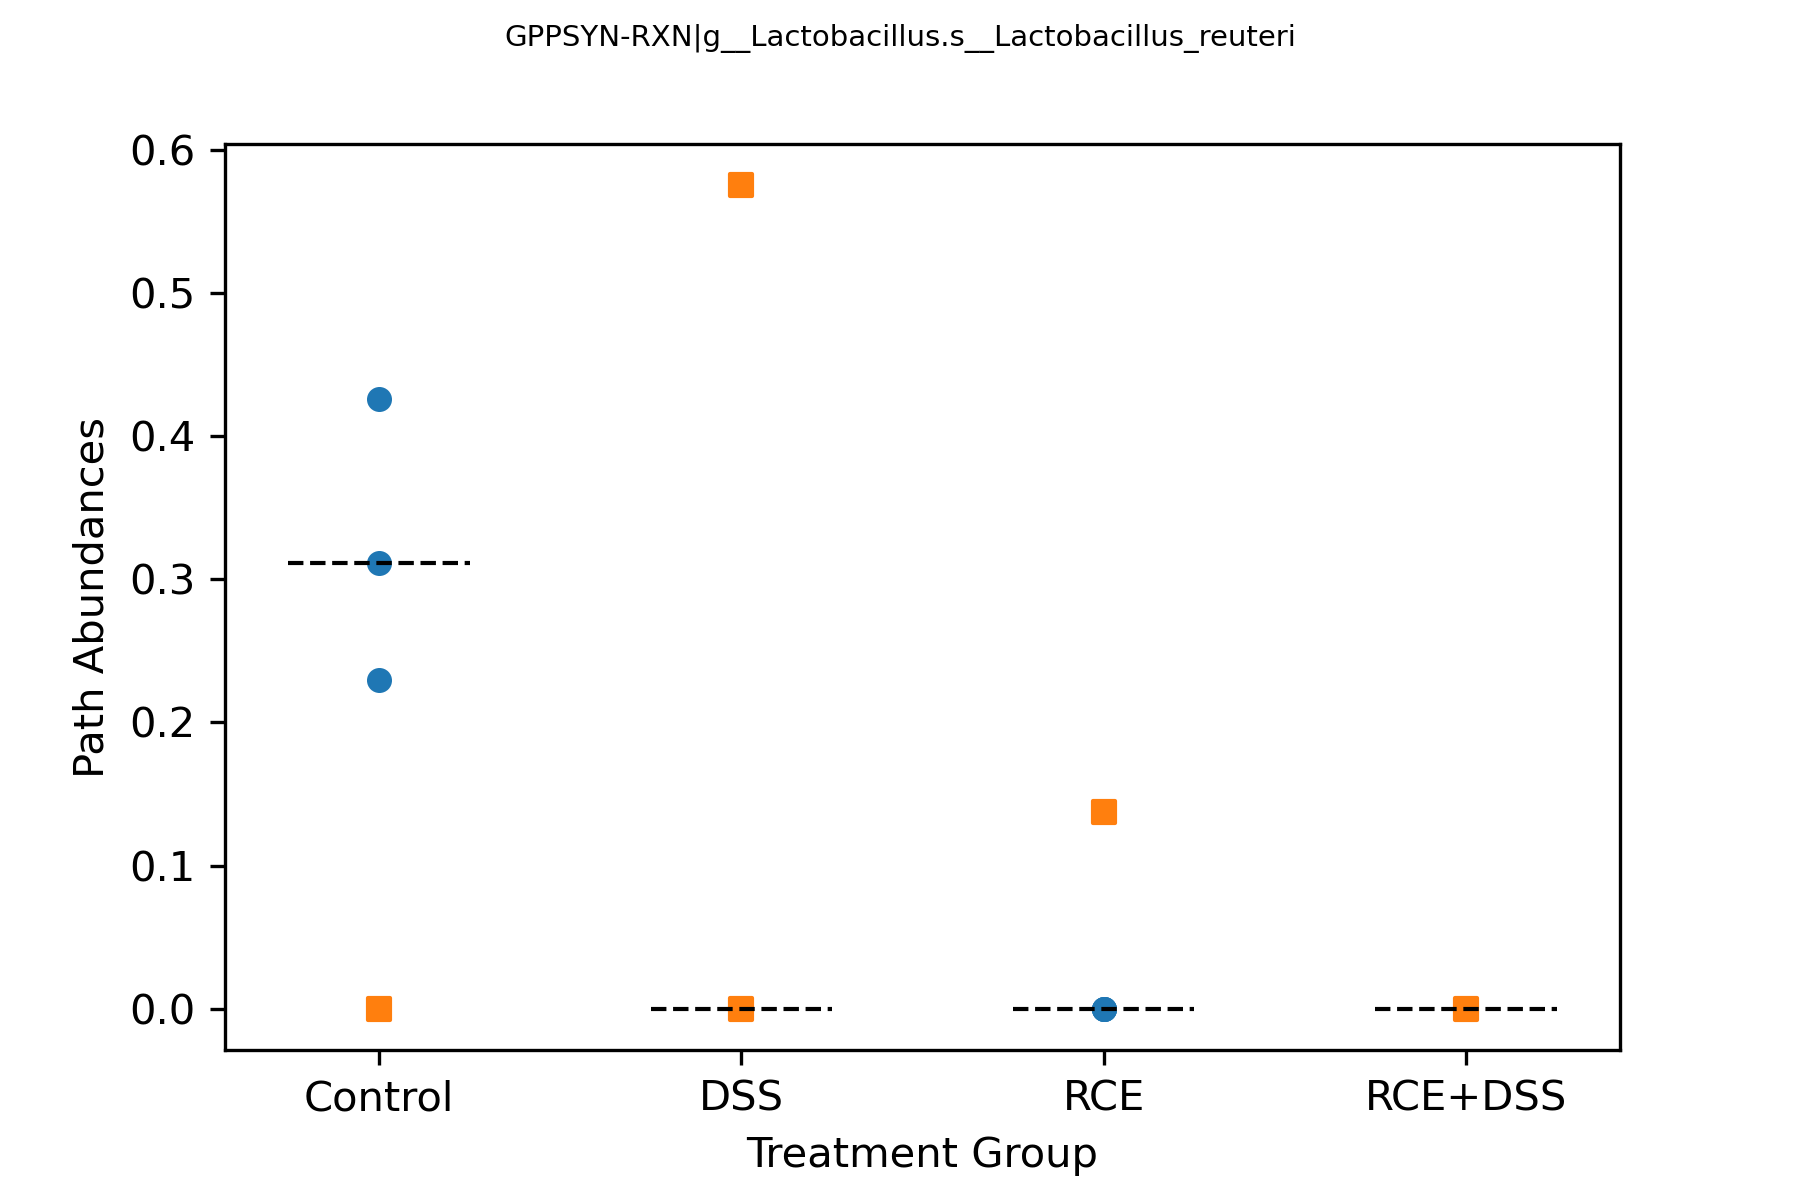 GPPSYN-RXN|g__Lactobacillus.s__Lactobacillus_reuteri
0.6
0.5
0.4
0.3
0.2
0.1
0.0
Path Abundances
Control DSS RCE RCE+DSS
Treatment Group